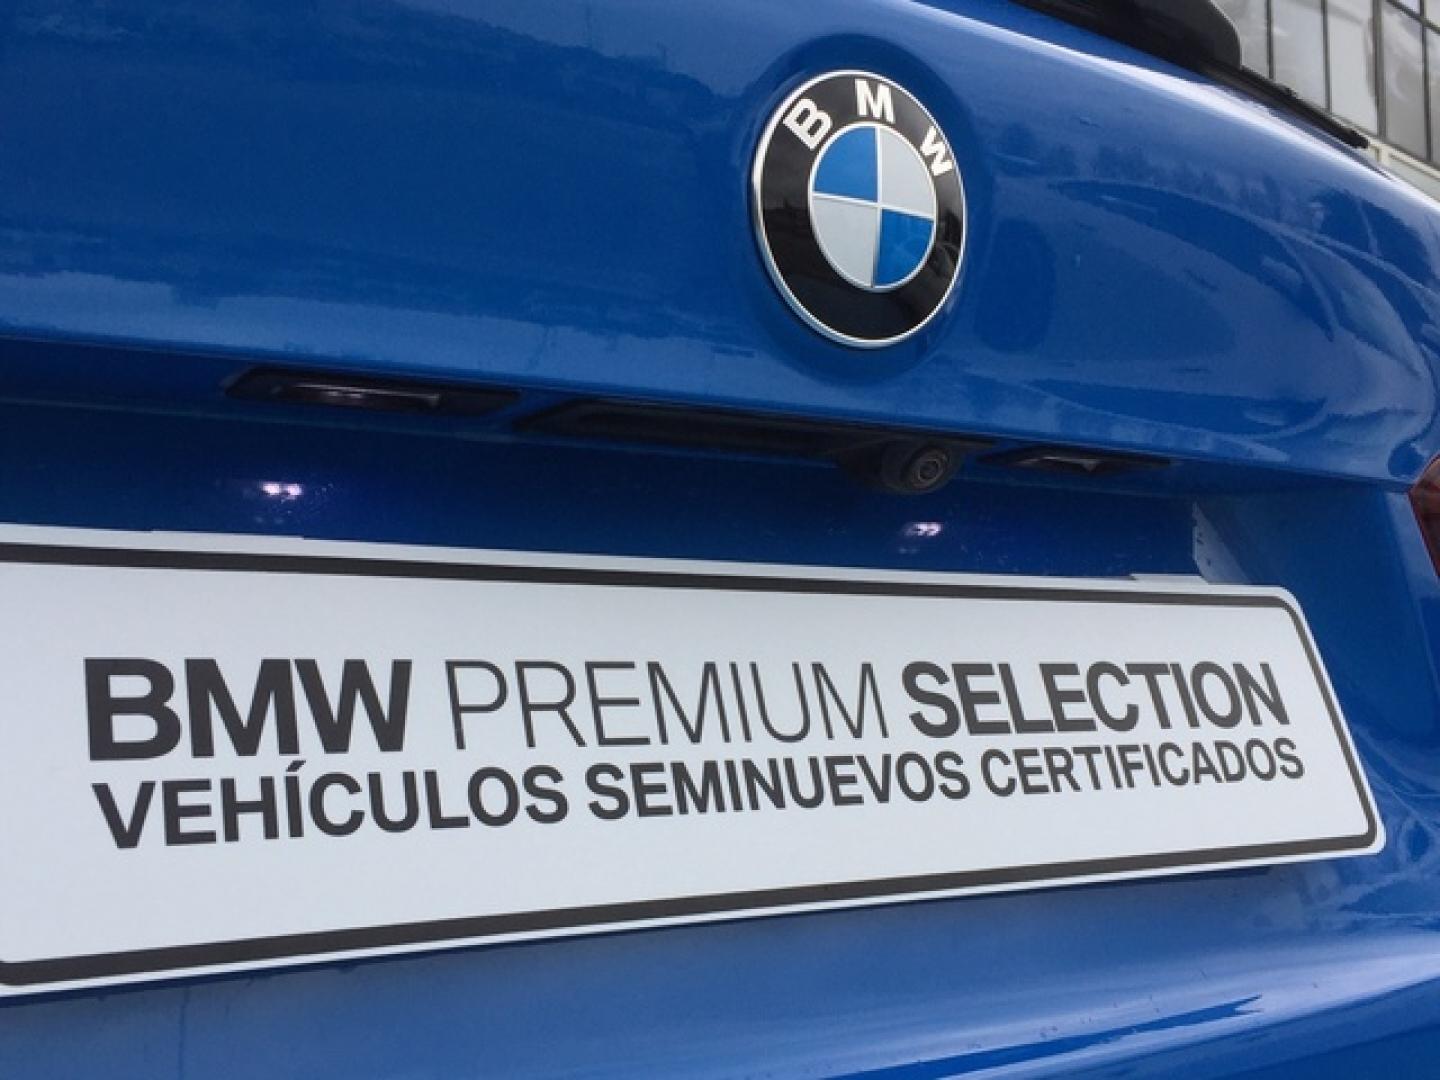 BMW
BMW PREMIUM SELECTION
VEHÍCULOS SEMINUEVOS CERTIFICADOS